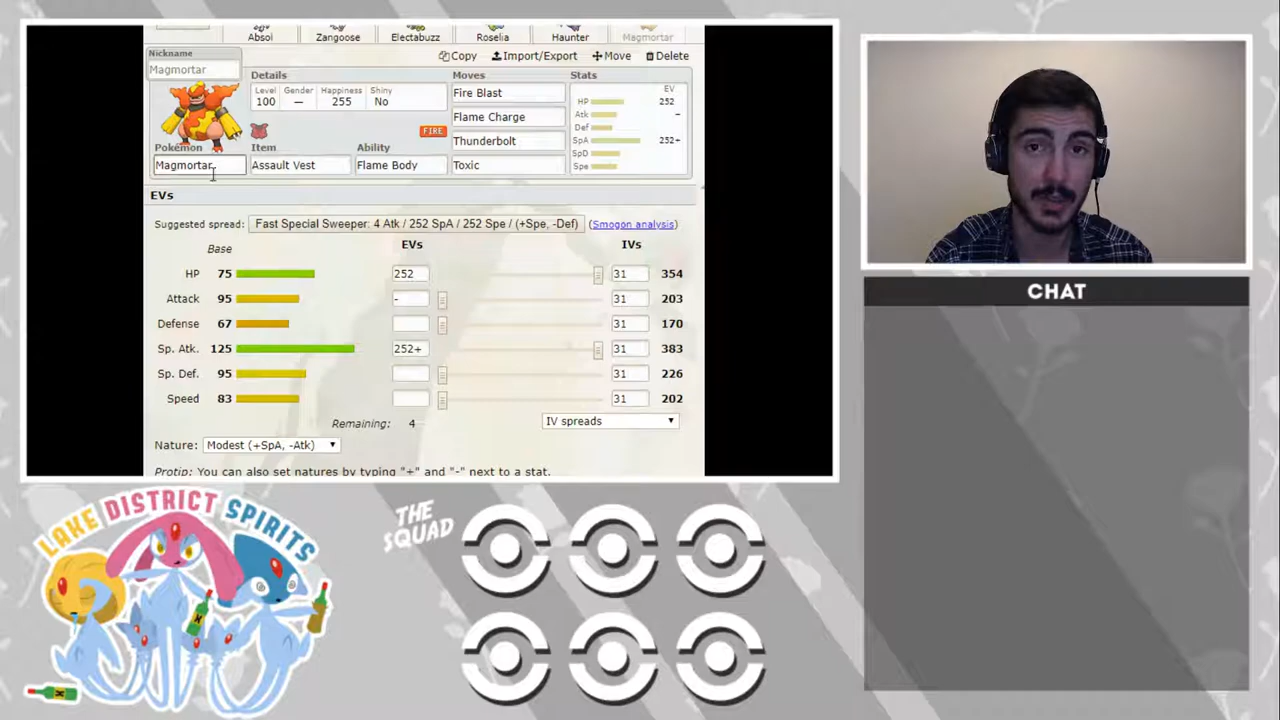 Absol Zangoose Electabuzz Roselia Haunter Magmortar
Copy Import/Export Move Delete
Nickname
Magmortar
Details
Level Gender Happiness Shiny
100 — 255 No
FIRE
Pokémon Item Ability
Magmortar Assault Vest Flame Body
Moves
Fire Blast
Flame Charge
Thunderbolt
Toxic
Stats
EV
HP 252
Atk -
Def
SpA 252+
SpD
Spe
EVs
Suggested spread: Fast Special Sweeper: 4 Atk / 252 SpA / 252 Spe / (+Spe, -Def) (Smogon analysis)
Base EVs IVs
HP 75 252 31 354
Attack 95 - 31 203
Defense 67 31 170
Sp. Atk. 125 252+ 31 383
Sp. Def. 95 31 226
Speed 83 31 202
Remaining: 4 IV spreads
Nature: Modest (+SpA, -Atk)
Protip: You can also set natures by typing "+" and "-" next to a stat.
CHAT
LAKE DISTRICT SPIRITS
X
X
X
THE
SQUAD